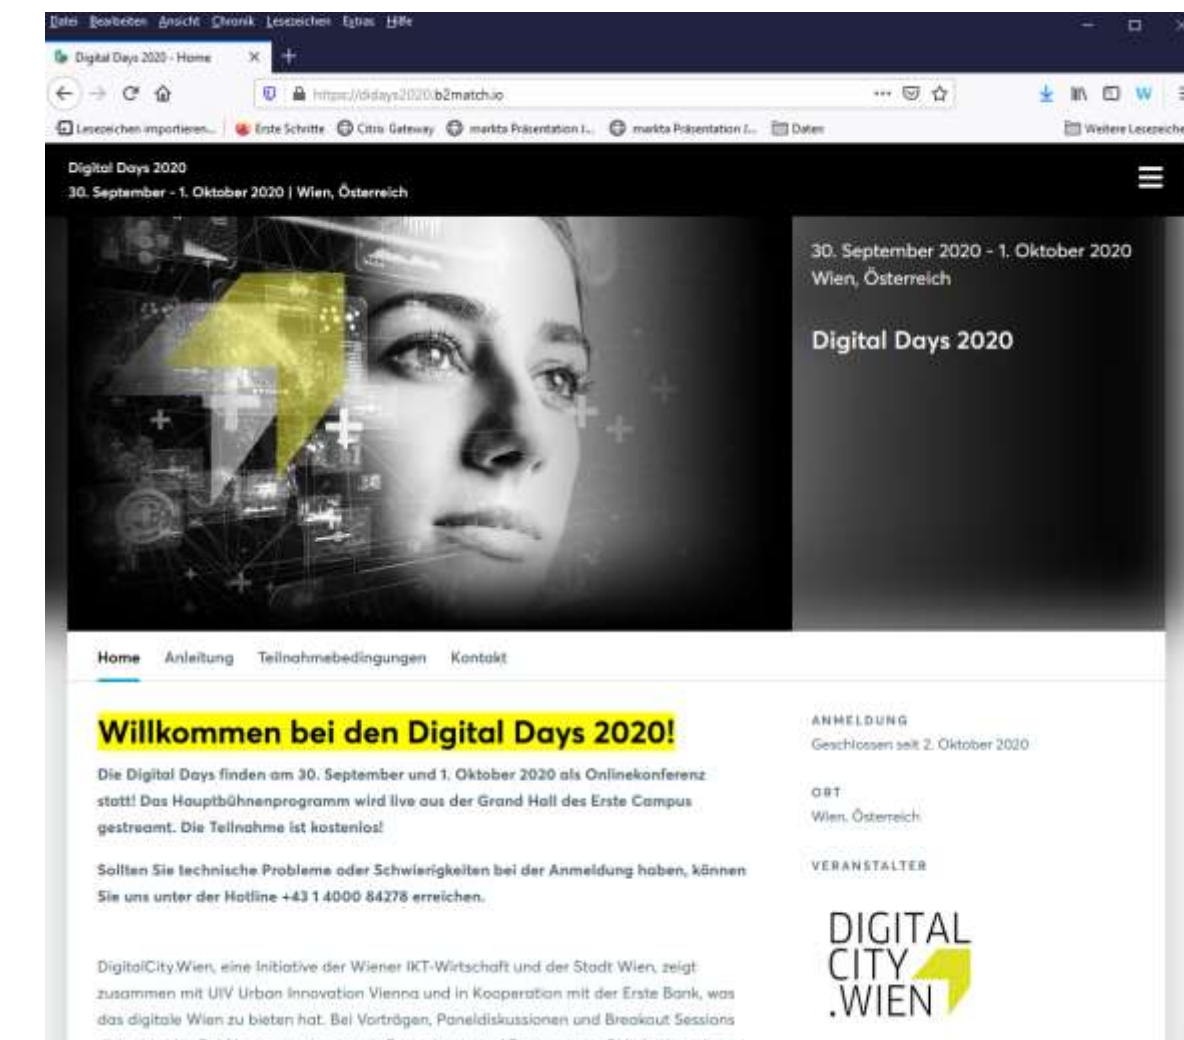 Datei Bearbeiten Ansicht Chronik Lesezeichen Extras Hilfe
Digital Days 2020 - Home
https://didays2020.b2match.io
Lesezeichen importieren... Erste Schritte Citrix Gateway markta Präsentation I... markta Präsentation I... Daten Weitere Lesezeiche
Digital Days 2020
30. September - 1. Oktober 2020 | Wien, Österreich
30. September 2020 - 1. Oktober 2020
Wien, Österreich
Digital Days 2020
Home Anleitung Teilnahmebedingungen Kontakt
Willkommen bei den Digital Days 2020!
Die Digital Days finden am 30. September und 1. Oktober 2020 als Onlinekonferenz
statt! Das Hauptbühnenprogramm wird live aus der Grand Hall des Erste Campus
gestreamt. Die Teilnahme ist kostenlos!
Sollten Sie technische Probleme oder Schwierigkeiten bei der Anmeldung haben, können
Sie uns unter der Hotline +43 1 4000 84278 erreichen.
DigitalCity.Wien, eine Initiative der Wiener IKT-Wirtschaft und der Stadt Wien, zeigt
zusammen mit UIV Urban Innovation Vienna und in Kooperation mit der Erste Bank, was
das digitale Wien zu bieten hat. Bei Vorträgen, Paneldiskussionen und Breakout Sessions
ANMELDUNG
Geschlossen seit 2. Oktober 2020
ORT
Wien, Österreich
VERANSTALTER
DIGITAL
CITY
.WIEN